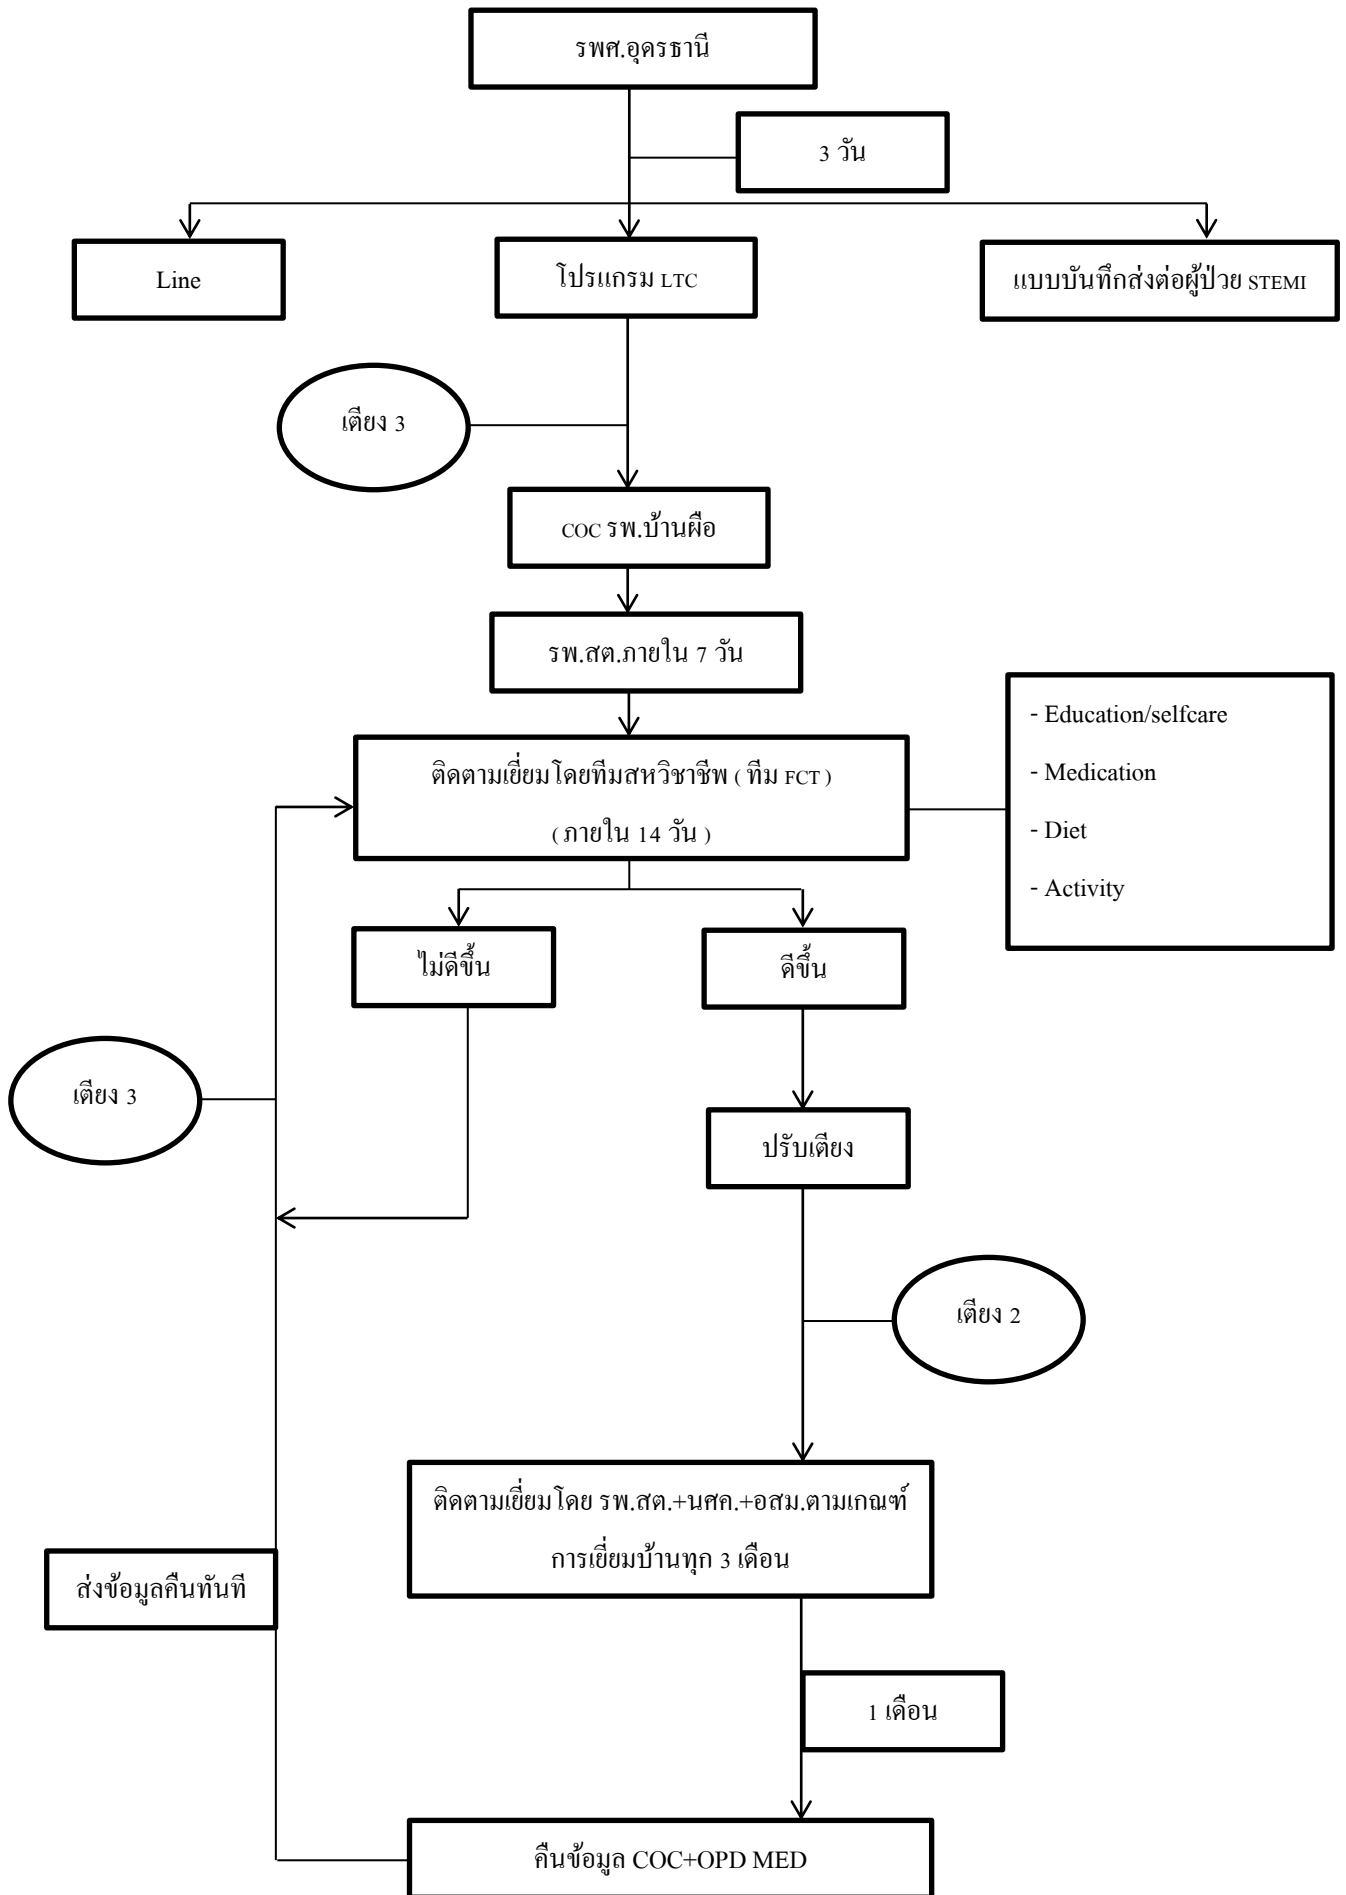 รพศ.อุดรธานี
3 วัน
Line
โปรแกรม LTC
แบบบันทึกส่งต่อผู้ป่วย STEMI
เตียง 3
COC รพ.บ้านผือ
รพ.สต.ภายใน 7 วัน
- Education/selfcare
- Medication
- Diet
- Activity
ติดตามเยี่ยมโดยทีมสหวิชาชีพ ( ทีม FCT )
( ภายใน 14 วัน )
ไม่ดีขึ้น
ดีขึ้น
เตียง 3
ปรับเตียง
เตียง 2
ติดตามเยี่ยมโดย รพ.สต.+นศค.+อสม.ตามเกณฑ์
การเยี่ยมบ้านทุก 3 เดือน
ส่งข้อมูลคืนทันที
1 เดือน
คืนข้อมูล COC+OPD MED